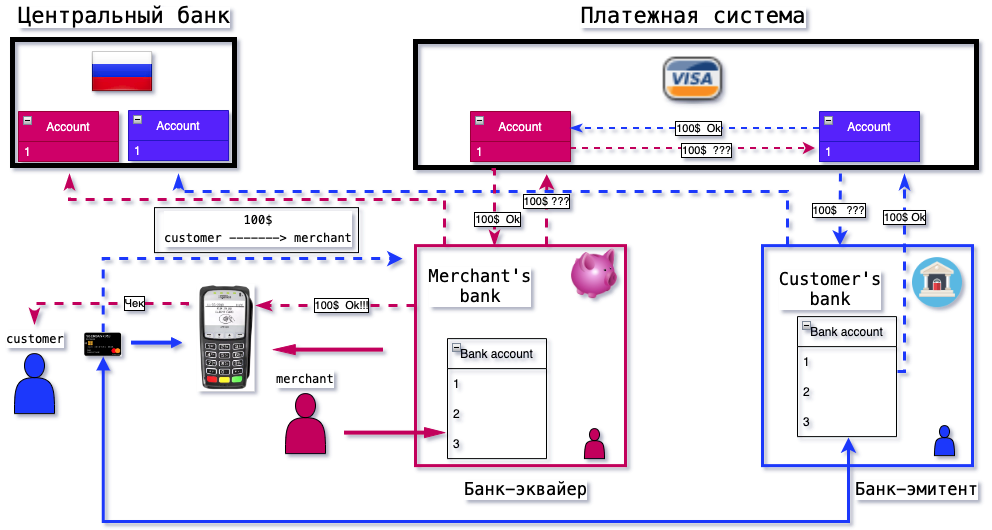 Центральный банк
Платежная система
VISA
Account
1
Account
1
Account
1
Account
1
100$ Ok
100$ ???
100$ Ok
100$ ???
100$ ???
100$ Ok
100$
customer -------> merchant
Merchant's
bank
Customer's
bank
Чек
100$ Ok!!!
customer
merchant
Bank account
1
2
3
Bank account
1
2
3
Банк-эквайер
Банк-эмитент